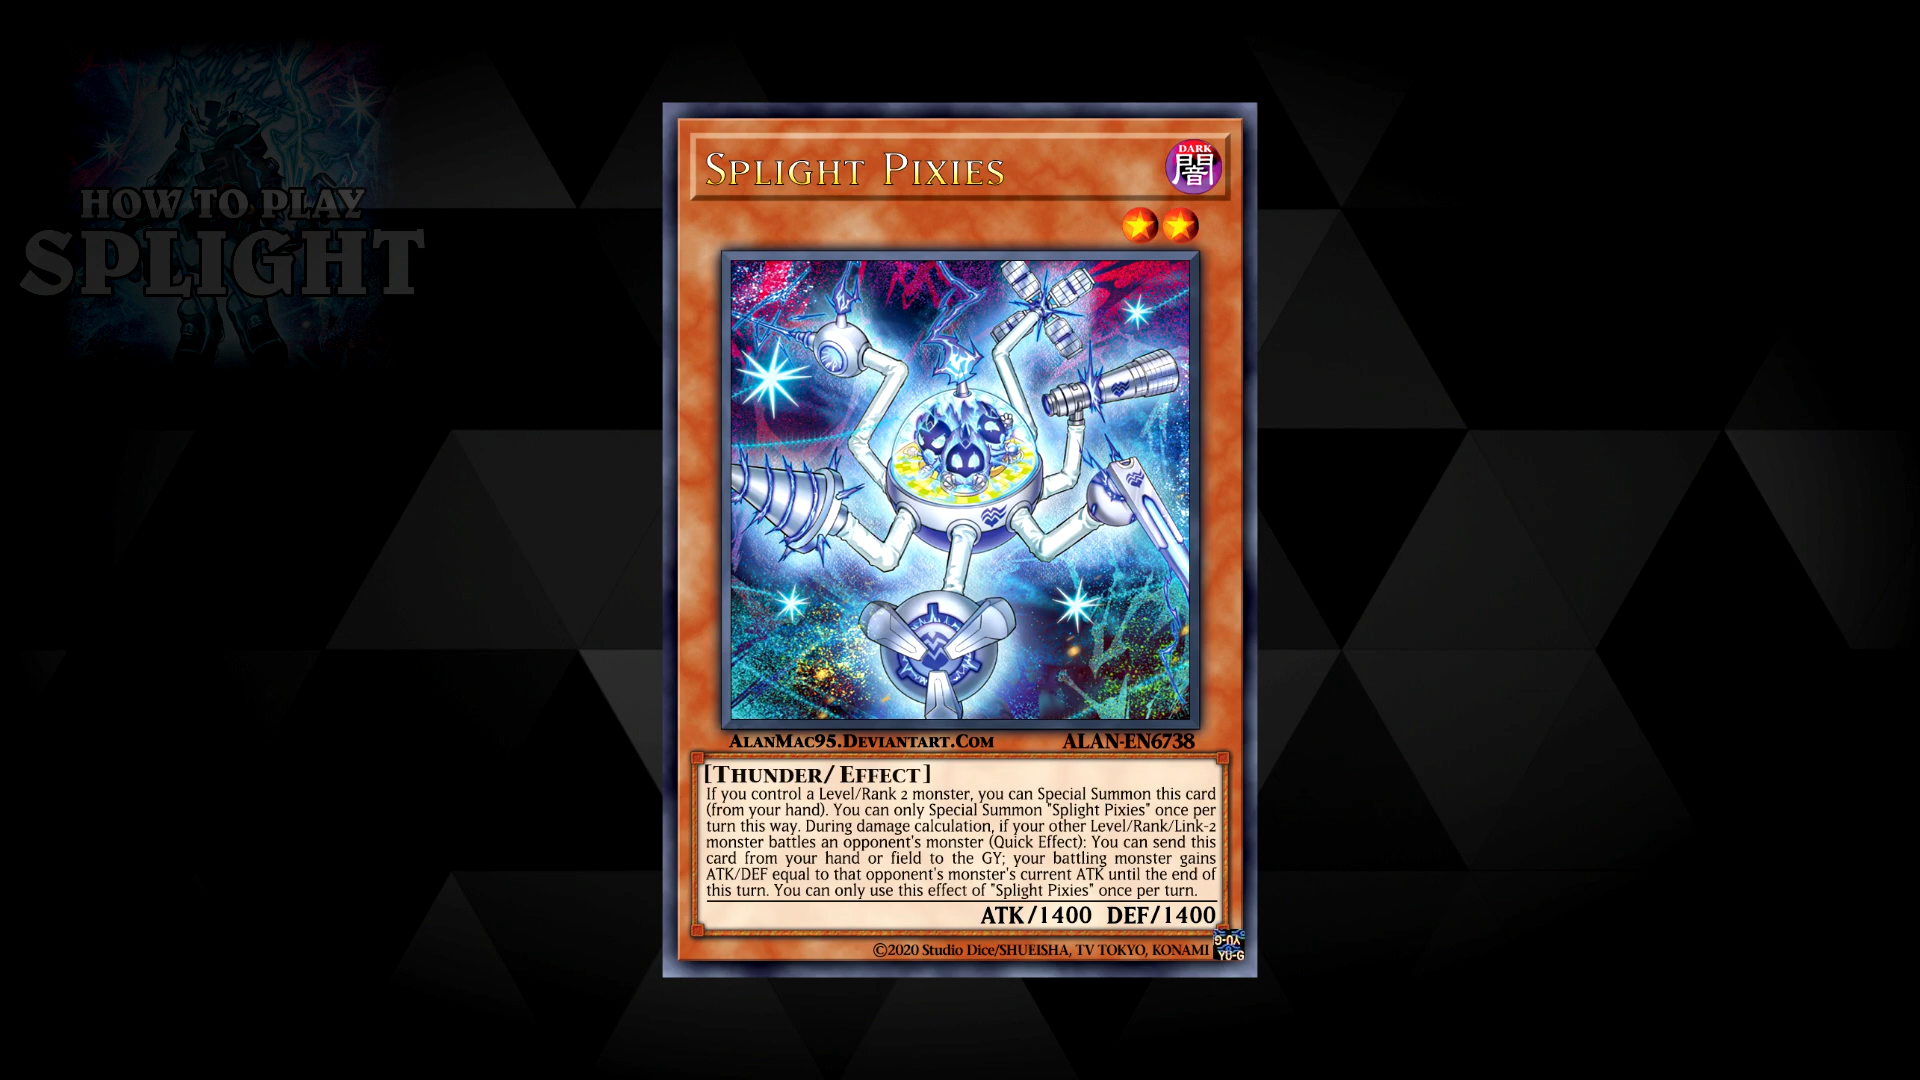 HOW TO PLAY
SPLIGHT
Splight Pixies
DARK
闇
AlanMac95.Deviantart.Com
ALAN-EN6738
[Thunder/ Effect]
If you control a Level/Rank 2 monster, you can Special Summon this card
(from your hand). You can only Special Summon "Splight Pixies" once per
turn this way. During damage calculation, if your other Level/Rank/Link-2
monster battles an opponent's monster (Quick Effect): You can send this
card from your hand or field to the GY; your battling monster gains
ATK/DEF equal to that opponent's monster's current ATK until the end of
this turn. You can only use this effect of "Splight Pixies" once per turn.
ATK/1400 DEF/1400
©2020 Studio Dice/SHUEISHA, TV TOKYO, KONAMI
YU-G
YU-G